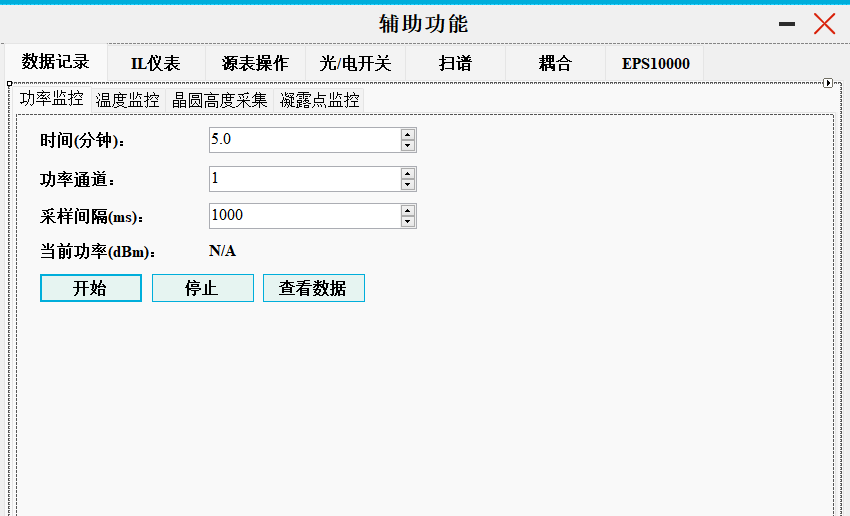 辅助功能
数据记录 IL仪表 源表操作 光/电开关 扫谱 耦合 EPS10000
功率监控 温度监控 晶圆高度采集 凝露点监控
时间(分钟): 5.0
功率通道: 1
采样间隔(ms): 1000
当前功率(dBm): N/A
开始 停止 查看数据